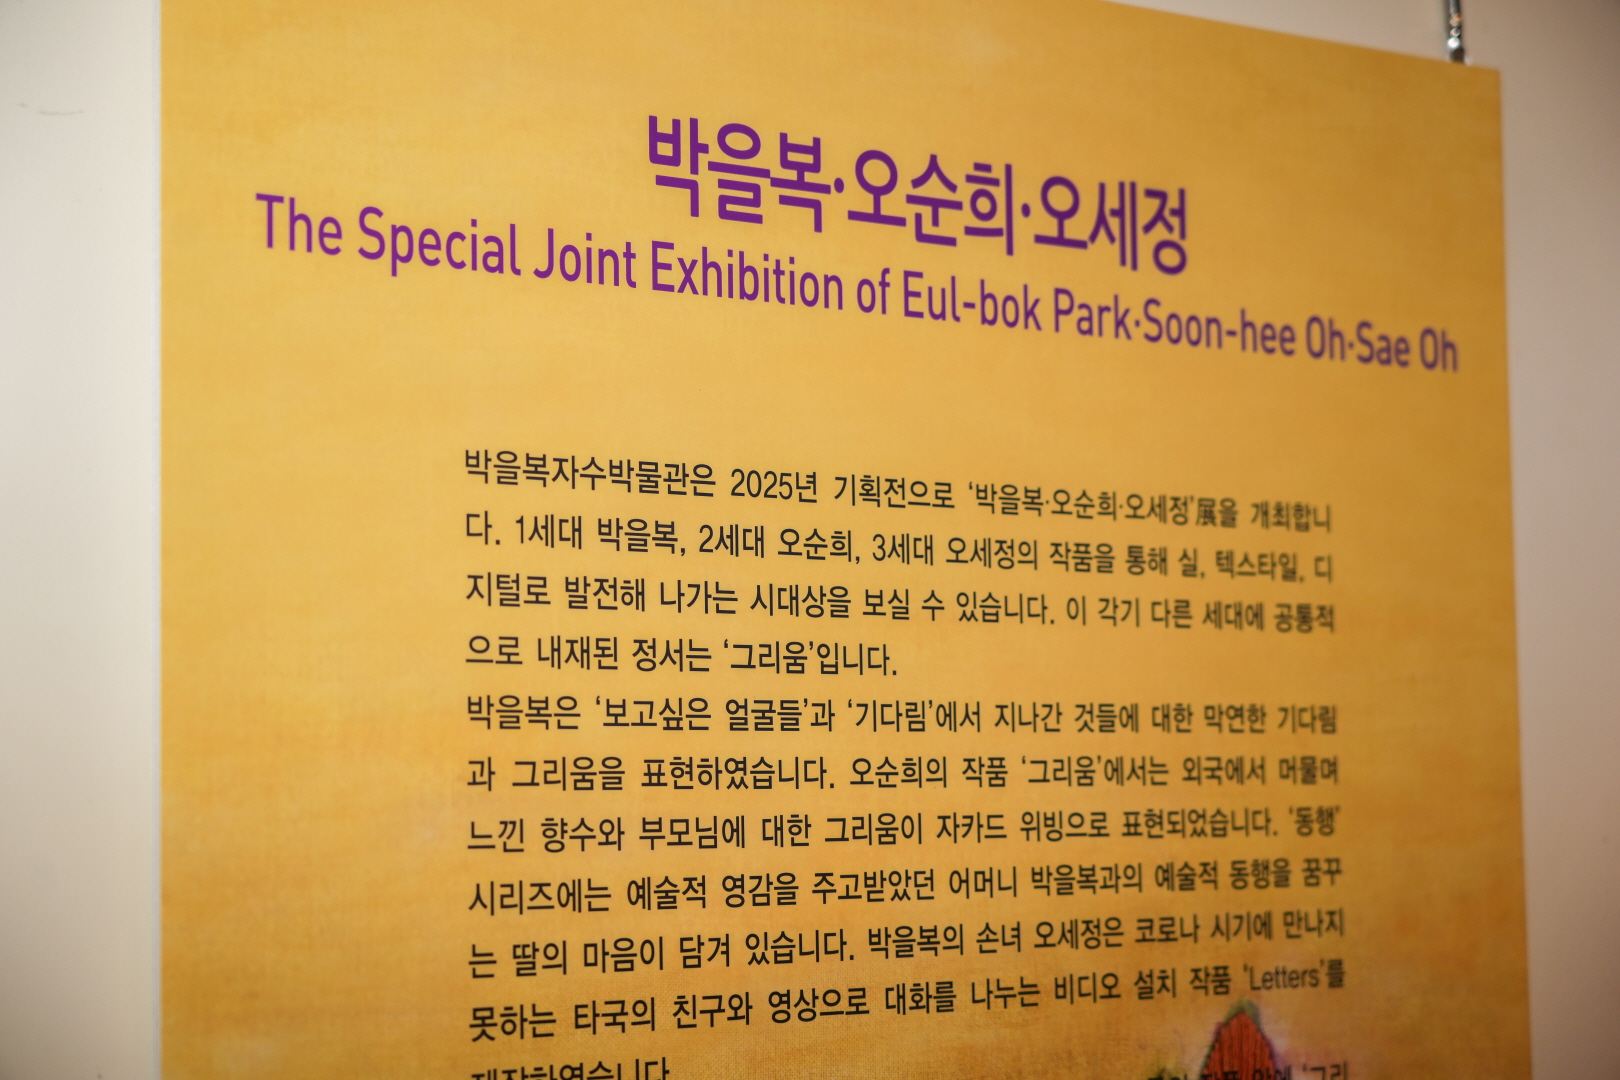 박을복·오순희·오세정
The Special Joint Exhibition of Eul-bok Park·Soon-hee Oh·Sae Oh
박을복자수박물관은 2025년 기획전으로 ‘박을복·오순희·오세정’展을 개최합니
다. 1세대 박을복, 2세대 오순희, 3세대 오세정의 작품을 통해 실, 텍스타일, 디
지털로 발전해 나가는 시대상을 보실 수 있습니다. 이 각기 다른 세대에 공통적
으로 내재된 정서는 ‘그리움’입니다.
박을복은 ‘보고싶은 얼굴들’과 ‘기다림’에서 지나간 것들에 대한 막연한 기다림
과 그리움을 표현하였습니다. 오순희의 작품 ‘그리움’에서는 외국에서 머물며
느낀 향수와 부모님에 대한 그리움이 자카드 위빙으로 표현되었습니다. ‘동행’
시리즈에는 예술적 영감을 주고받았던 어머니 박을복과의 예술적 동행을 꿈꾸
는 딸의 마음이 담겨 있습니다. 박을복의 손녀 오세정은 코로나 시기에 만나지
못하는 타국의 친구와 영상으로 대화를 나누는 비디오 설치 작품 ‘Letters’를
제작하였습니다.